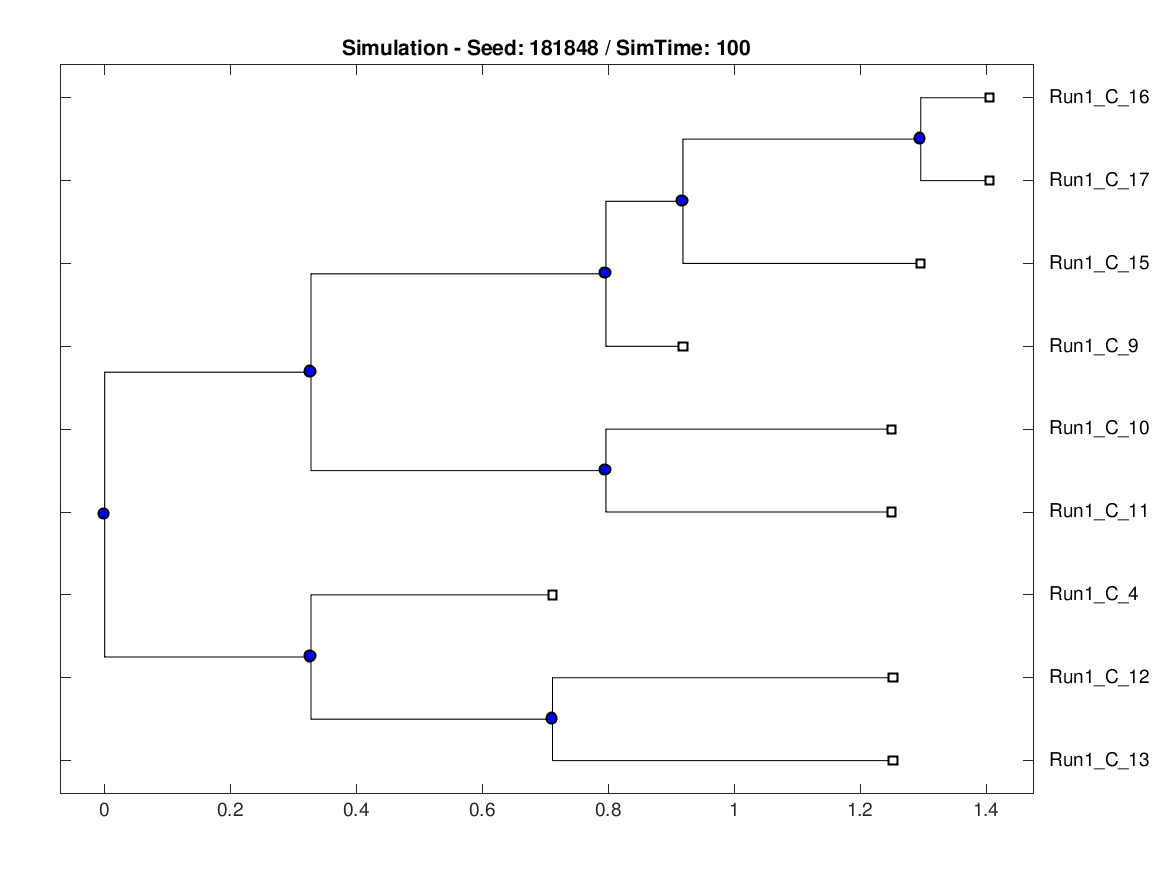 Simulation - Seed: 181848 / SimTime: 100
Run1_C_16
Run1_C_17
Run1_C_15
Run1_C_9
Run1_C_10
Run1_C_11
Run1_C_4
Run1_C_12
Run1_C_13
0 0.2 0.4 0.6 0.8 1 1.2 1.4